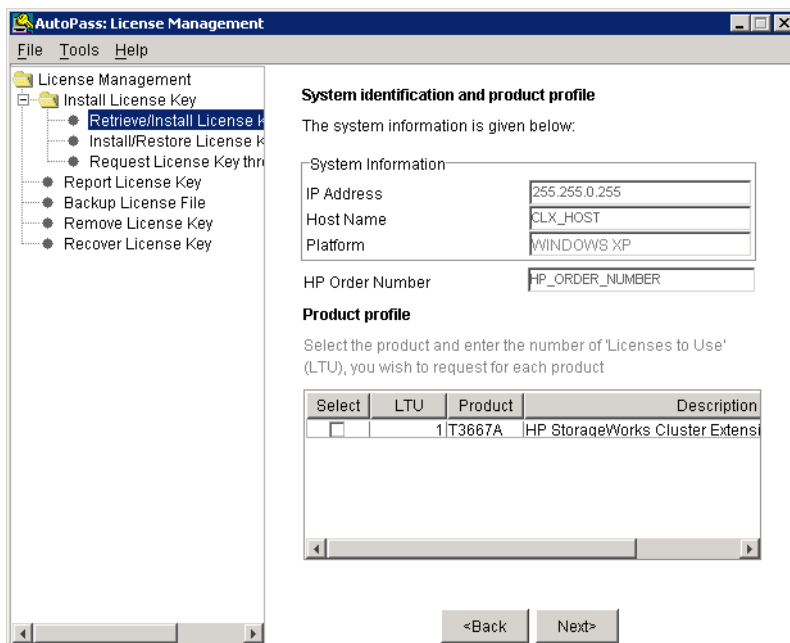 AutoPass: License Management
File Tools Help
License Management
Install License Key
Retrieve/Install License K
Install/Restore License K
Request License Key thr
Report License Key
Backup License File
Remove License Key
Recover License Key
System identification and product profile
The system information is given below:
System Information
IP Address 255.255.0.255
Host Name CLX_HOST
Platform WINDOWS XP
HP Order Number HP_ORDER_NUMBER
Product profile
Select the product and enter the number of 'Licenses to Use'
(LTU), you wish to request for each product
Select LTU Product Description
1 T3667A HP StorageWorks Cluster Extensi
<Back Next>